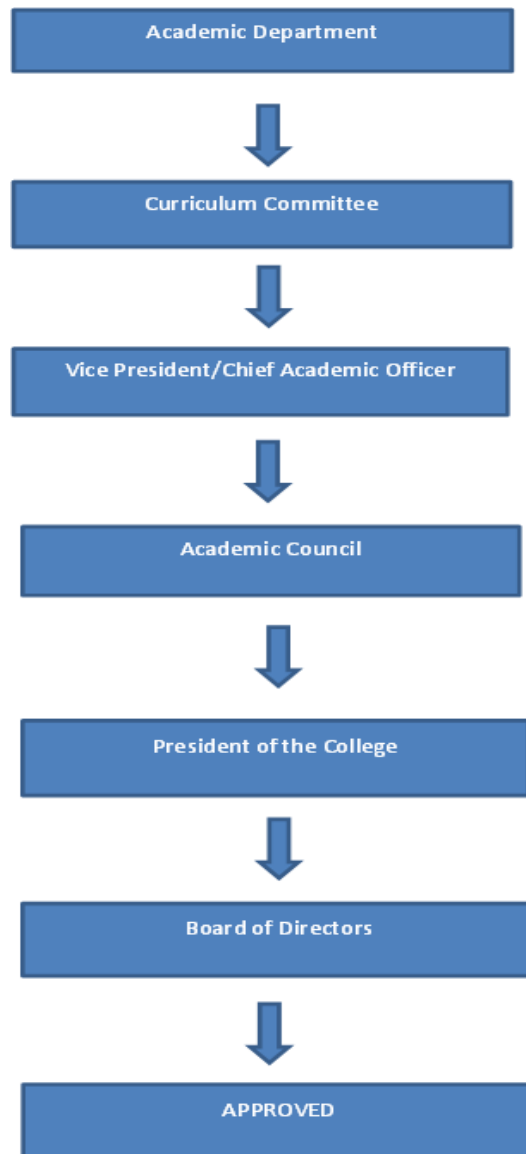 Academic Department
Curriculum Committee
Vice President/Chief Academic Officer
Academic Council
President of the College
Board of Directors
APPROVED